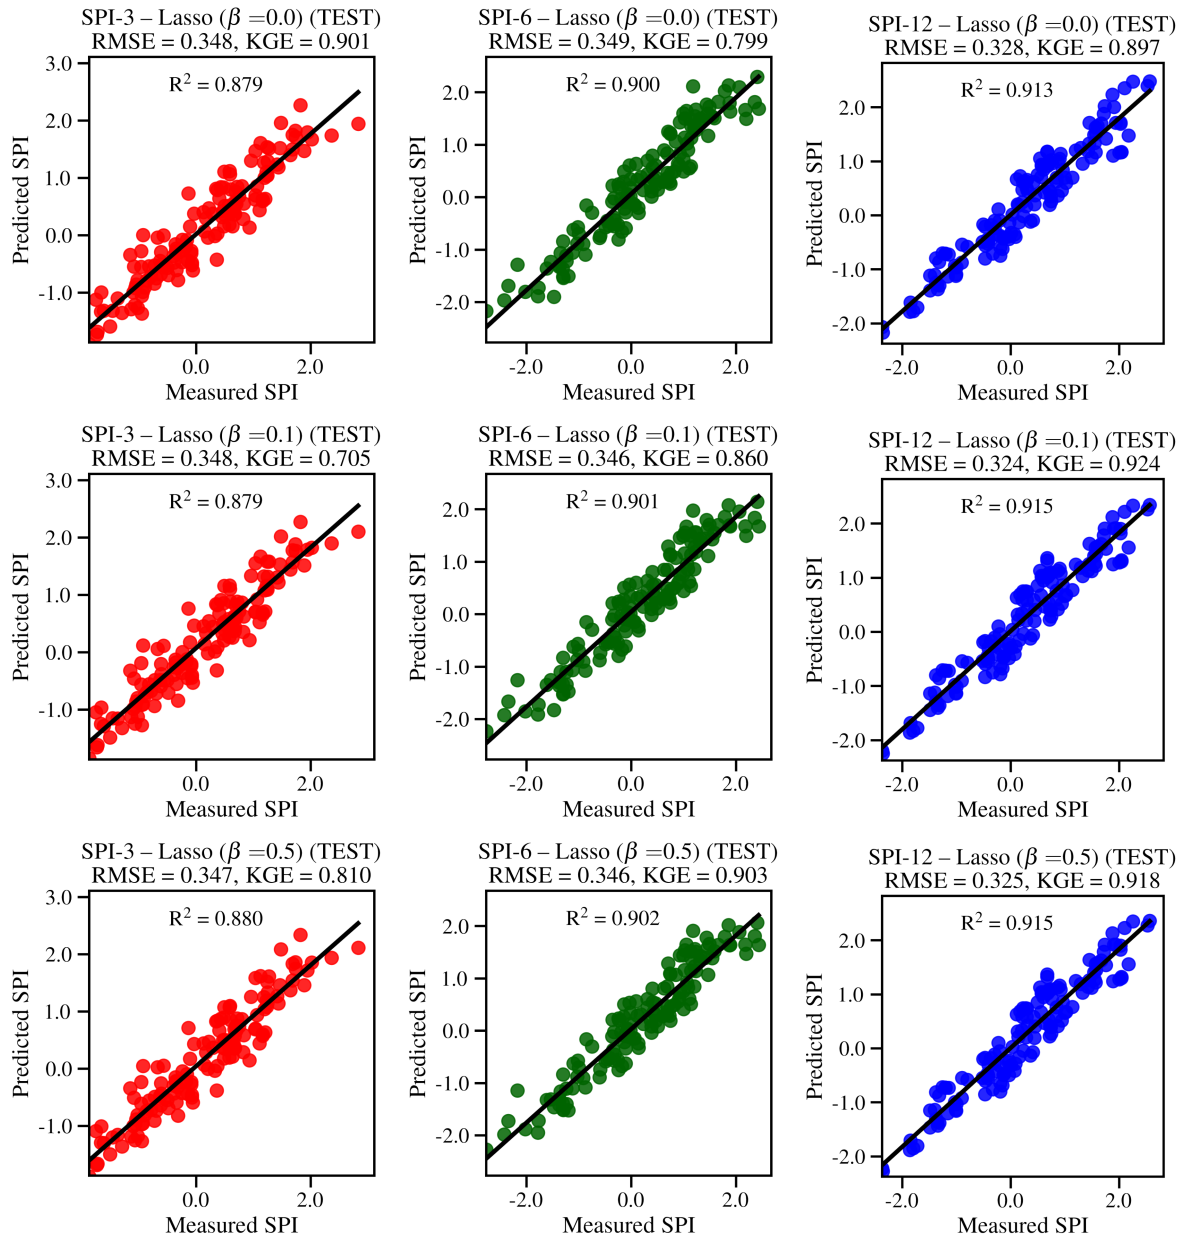 SPI-3 – Lasso (β =0.0) (TEST)
RMSE = 0.348, KGE = 0.901
R² = 0.879
3.0
2.0
1.0
0.0
-1.0
Predicted SPI
0.0
2.0
Measured SPI
SPI-6 – Lasso (β =0.0) (TEST)
RMSE = 0.349, KGE = 0.799
R² = 0.900
2.0
1.0
0.0
-1.0
-2.0
Predicted SPI
-2.0
0.0
2.0
Measured SPI
SPI-12 – Lasso (β =0.0) (TEST)
RMSE = 0.328, KGE = 0.897
R² = 0.913
2.0
1.0
0.0
-1.0
-2.0
Predicted SPI
-2.0
0.0
2.0
Measured SPI
SPI-3 – Lasso (β =0.1) (TEST)
RMSE = 0.348, KGE = 0.705
R² = 0.879
3.0
2.0
1.0
0.0
-1.0
Predicted SPI
0.0
2.0
Measured SPI
SPI-6 – Lasso (β =0.1) (TEST)
RMSE = 0.346, KGE = 0.860
R² = 0.901
2.0
1.0
0.0
-1.0
-2.0
Predicted SPI
-2.0
0.0
2.0
Measured SPI
SPI-12 – Lasso (β =0.1) (TEST)
RMSE = 0.324, KGE = 0.924
R² = 0.915
2.0
1.0
0.0
-1.0
-2.0
Predicted SPI
-2.0
0.0
2.0
Measured SPI
SPI-3 – Lasso (β =0.5) (TEST)
RMSE = 0.347, KGE = 0.810
R² = 0.880
3.0
2.0
1.0
0.0
-1.0
Predicted SPI
0.0
2.0
Measured SPI
SPI-6 – Lasso (β =0.5) (TEST)
RMSE = 0.346, KGE = 0.903
R² = 0.902
2.0
1.0
0.0
-1.0
-2.0
Predicted SPI
-2.0
0.0
2.0
Measured SPI
SPI-12 – Lasso (β =0.5) (TEST)
RMSE = 0.325, KGE = 0.918
R² = 0.915
2.0
1.0
0.0
-1.0
-2.0
Predicted SPI
-2.0
0.0
2.0
Measured SPI